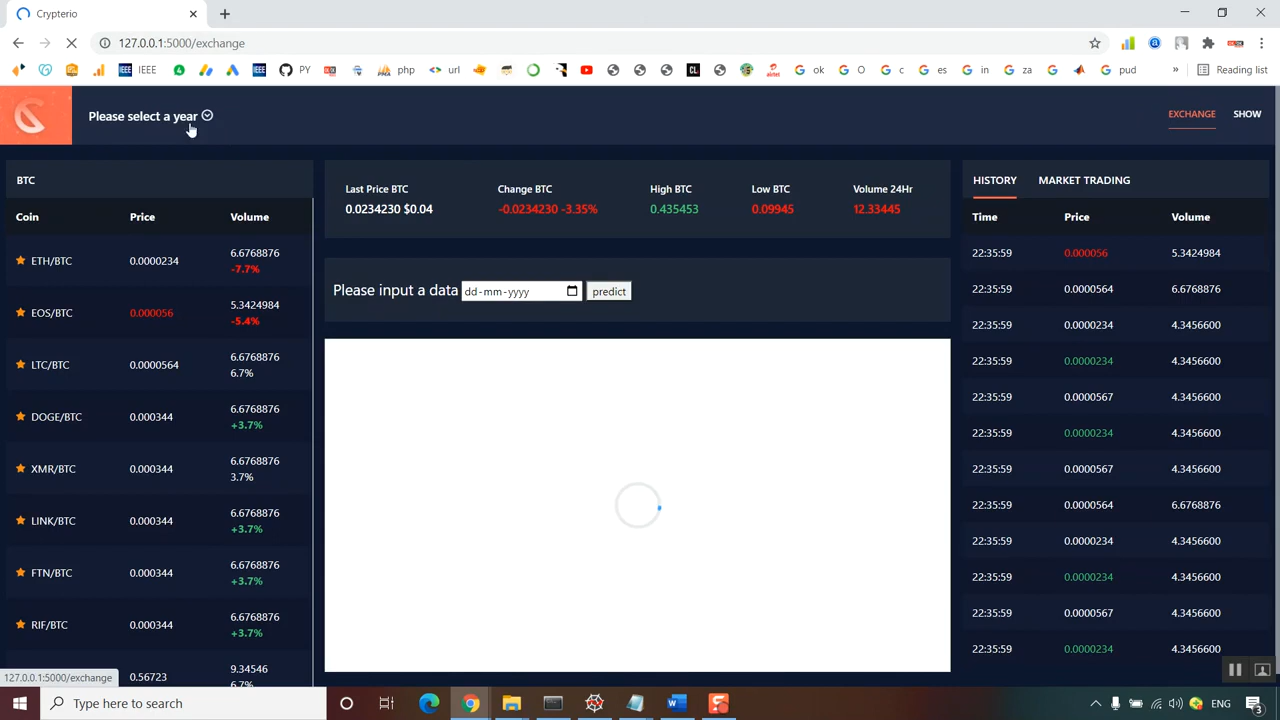 Crypterio
127.0.0.1:5000/exchange
IEEE
PY
php
url
ok
O
c
es
in
za
pud
»
Reading list
Please select a year
EXCHANGE
SHOW
BTC
Coin Price Volume
ETH/BTC 0.0000234 6.6768876
-7.7%
EOS/BTC 0.000056 5.3424984
-5.4%
LTC/BTC 0.0000564 6.6768876
6.7%
DOGE/BTC 0.000344 6.6768876
+3.7%
XMR/BTC 0.000344 6.6768876
3.7%
LINK/BTC 0.000344 6.6768876
+3.7%
FTN/BTC 0.000344 6.6768876
+3.7%
RIF/BTC 0.000344 6.6768876
+3.7%
0.56723 9.34546
6.7%
Last Price BTC Change BTC High BTC Low BTC Volume 24Hr
0.0234230 $0.04 -0.0234230 -3.35% 0.435453 0.09945 12.33445
Please input a data dd-mm-yyyy predict
HISTORY MARKET TRADING
Time Price Volume
22:35:59 0.000056 5.3424984
22:35:59 0.0000564 6.6768876
22:35:59 0.0000234 4.3456600
22:35:59 0.0000234 4.3456600
22:35:59 0.0000567 4.3456600
22:35:59 0.0000234 4.3456600
22:35:59 0.0000567 4.3456600
22:35:59 0.0000564 6.6768876
22:35:59 0.0000234 4.3456600
22:35:59 0.0000234 4.3456600
22:35:59 0.0000567 4.3456600
22:35:59 0.0000234 4.3456600
127.0.0.1:5000/exchange
Type here to search
ENG
3